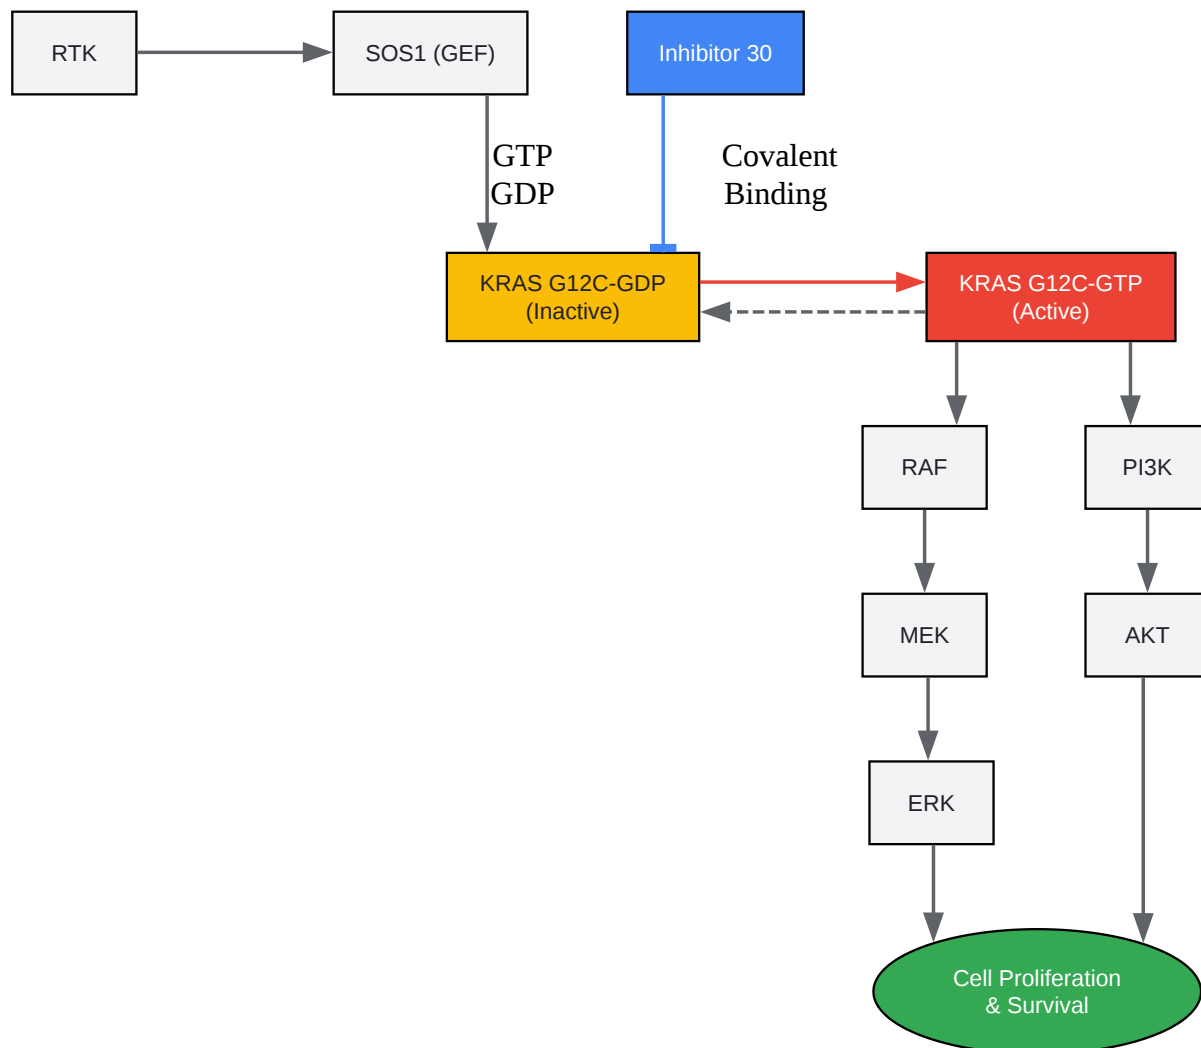 RTK
SOS1 (GEF)
Inhibitor 30
GTP
GDP
Covalent
Binding
KRAS G12C-GDP
(Inactive)
KRAS G12C-GTP
(Active)
RAF
PI3K
MEK
AKT
ERK
Cell Proliferation
& Survival